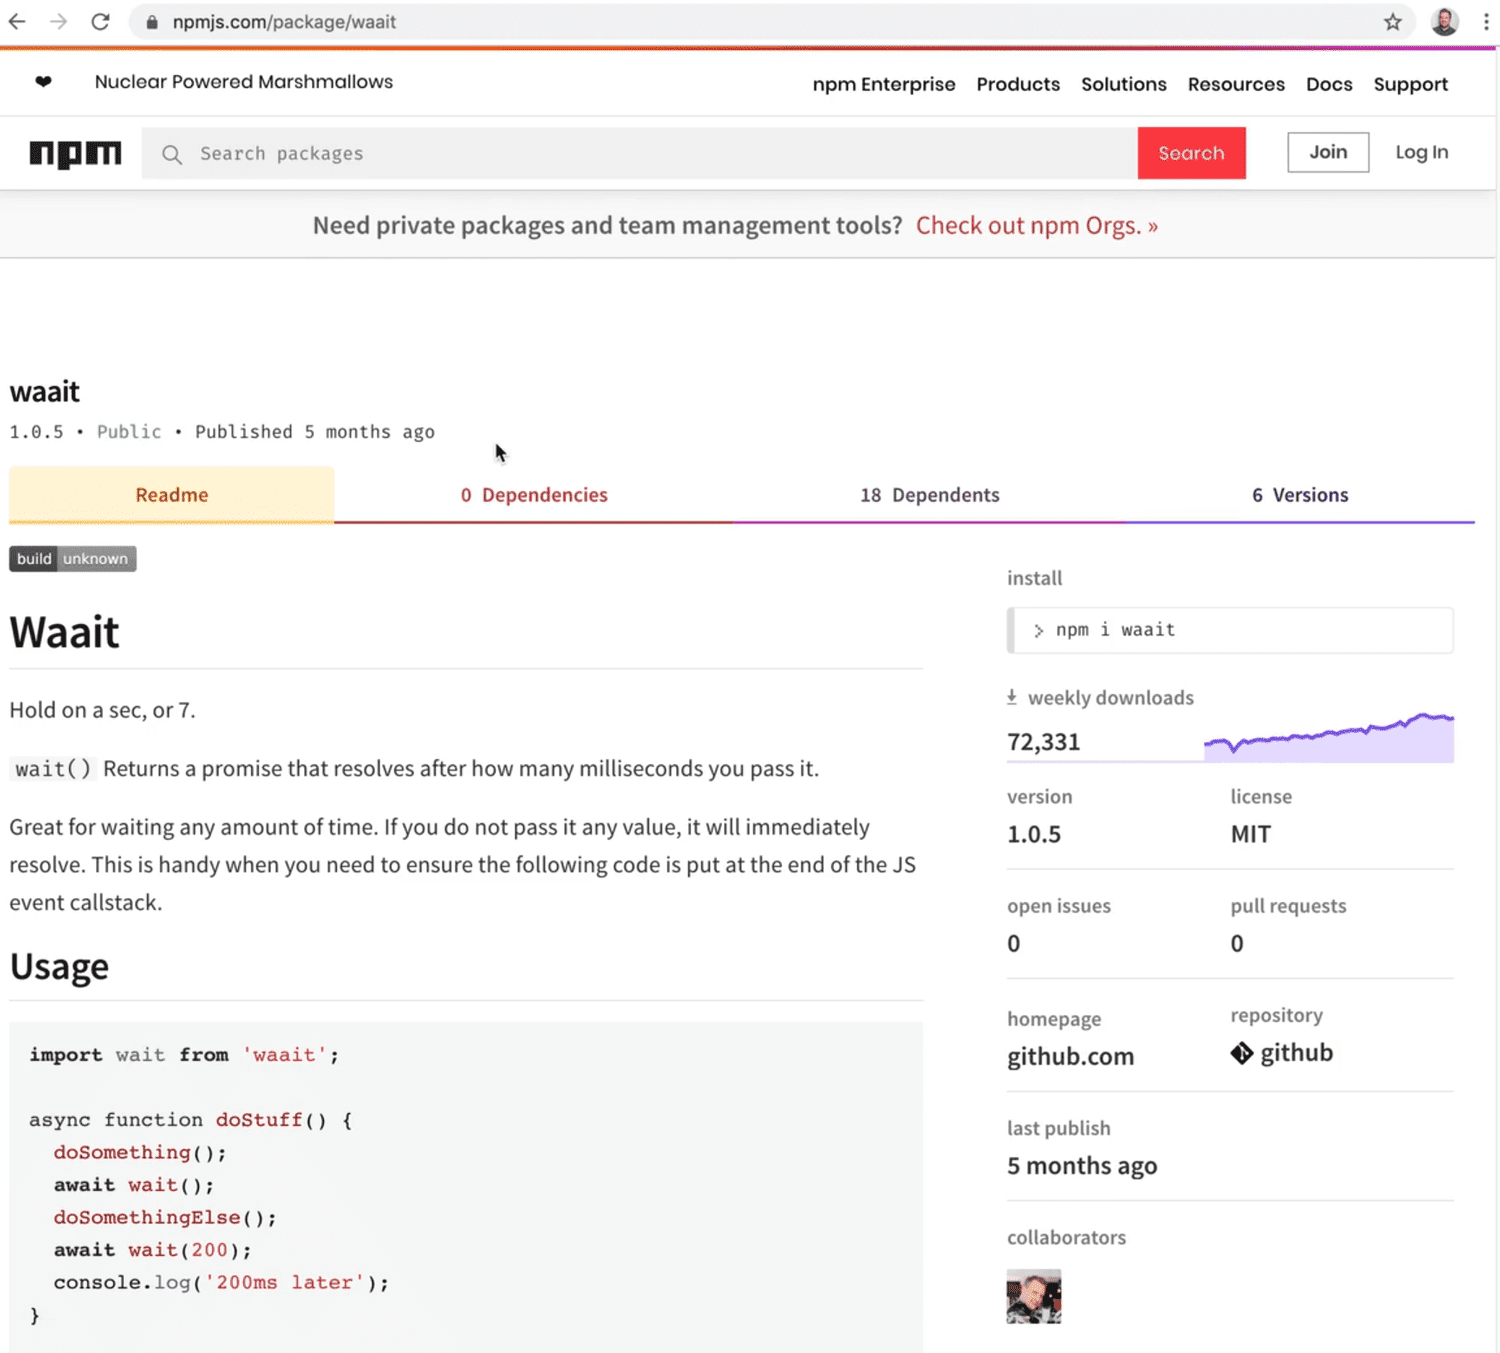 npmjs.com/package/waait
❤ Nuclear Powered Marshmallows
npm Enterprise Products Solutions Resources Docs Support
npm
Search packages
Search
Join
Log In
Need private packages and team management tools? Check out npm Orgs. »
waait
1.0.5 • Public • Published 5 months ago
Readme
0 Dependencies
18 Dependents
6 Versions
build unknown
Waait
Hold on a sec, or 7.
wait() Returns a promise that resolves after how many milliseconds you pass it.
Great for waiting any amount of time. If you do not pass it any value, it will immediately
resolve. This is handy when you need to ensure the following code is put at the end of the JS
event callstack.
Usage
import wait from 'waait';
async function doStuff() {
doSomething();
await wait();
doSomethingElse();
await wait(200);
console.log('200ms later');
}
install
> npm i waait
weekly downloads
72,331
version
1.0.5
license
MIT
open issues
0
pull requests
0
homepage
github.com
repository
github
last publish
5 months ago
collaborators